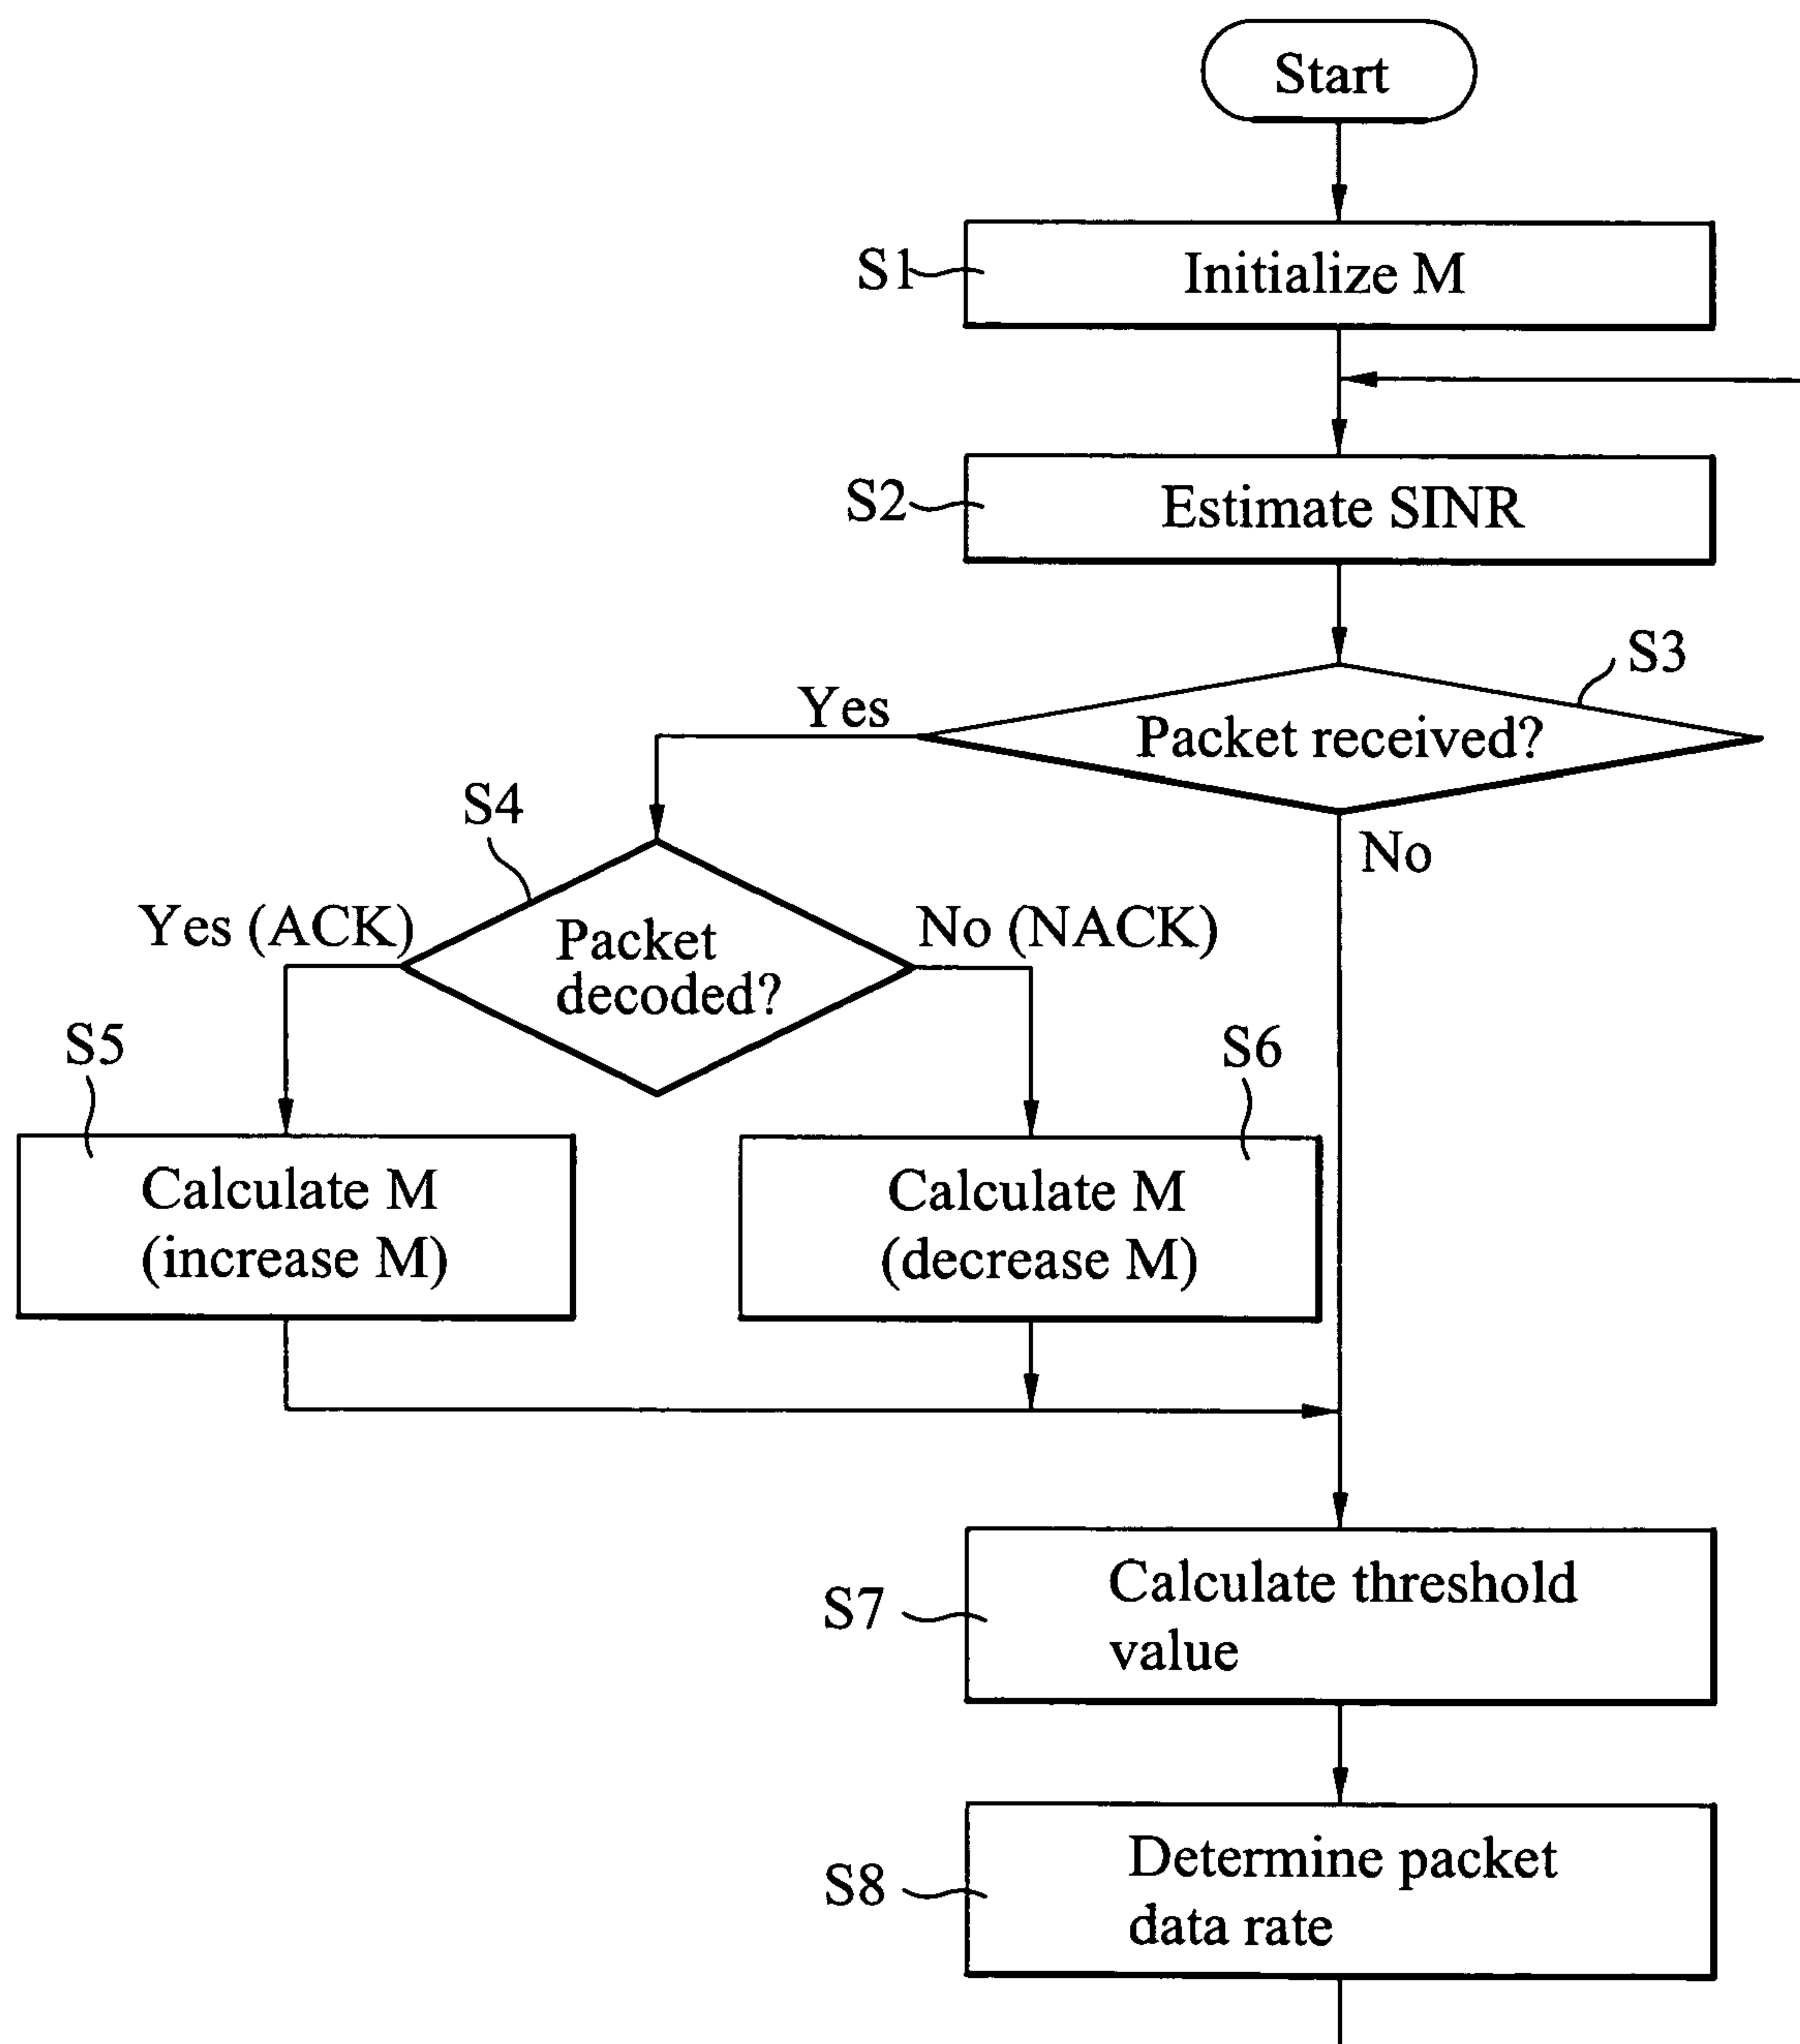 Start
S1
Initialize M
S2
Estimate SINR
S3
Packet received?
Yes
No
S4
Packet
decoded?
Yes (ACK)
No (NACK)
S5
Calculate M
(increase M)
S6
Calculate M
(decrease M)
S7
Calculate threshold
value
S8
Determine packet
data rate